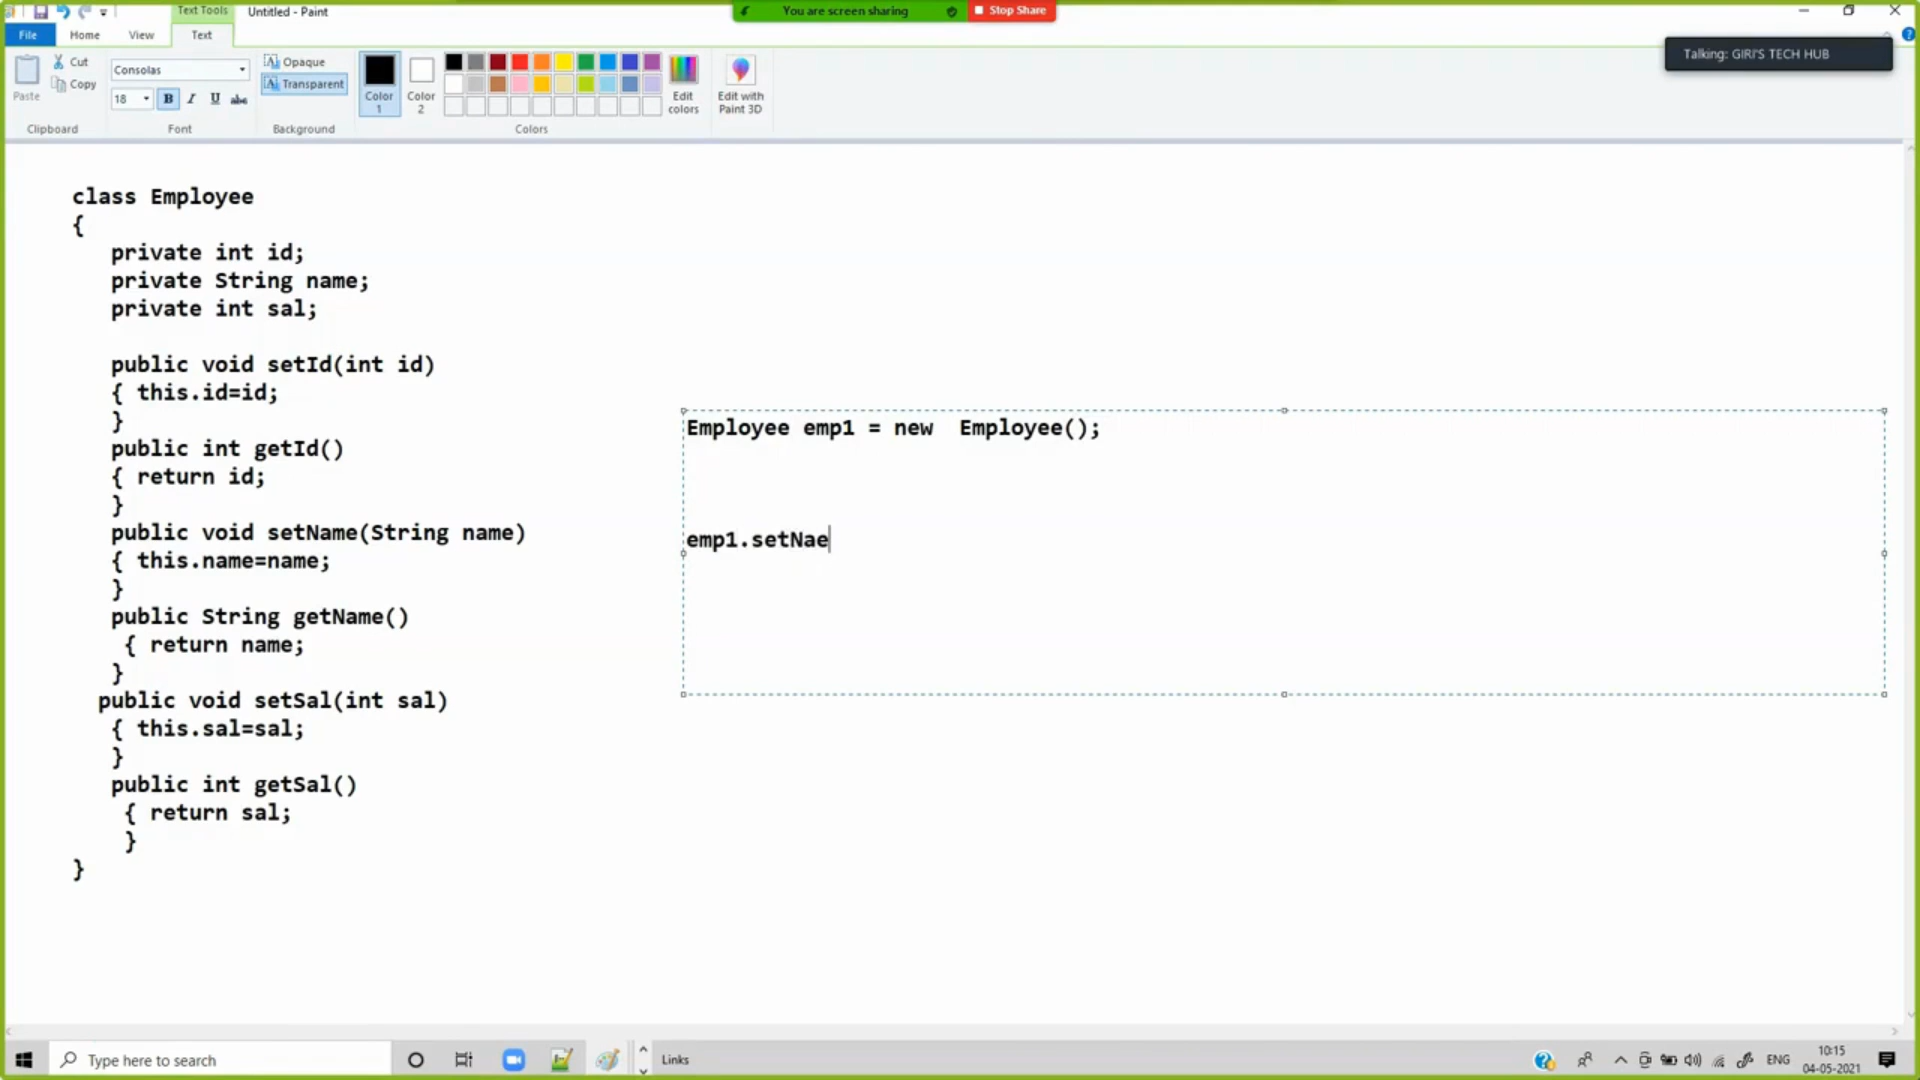 Text Tools
Untitled - Paint
You are screen sharing
Stop Share
File
Home
View
Text
Talking: GIRI'S TECH HUB
Paste
Cut
Copy
Clipboard
Consolas
18
B
I
U
abc
Font
Opaque
Transparent
Background
Color
1
Color
2
Edit
colors
Colors
Edit with
Paint 3D
class Employee
{
private int id;
private String name;
private int sal;
public void setId(int id)
{ this.id=id;
}
public int getId()
{ return id;
}
public void setName(String name)
{ this.name=name;
}
public String getName()
{ return name;
}
public void setSal(int sal)
{ this.sal=sal;
}
public int getSal()
{ return sal;
}
}
Employee emp1 = new  Employee();
emp1.setNae
Type here to search
Links
ENG
10:15
04-05-2021